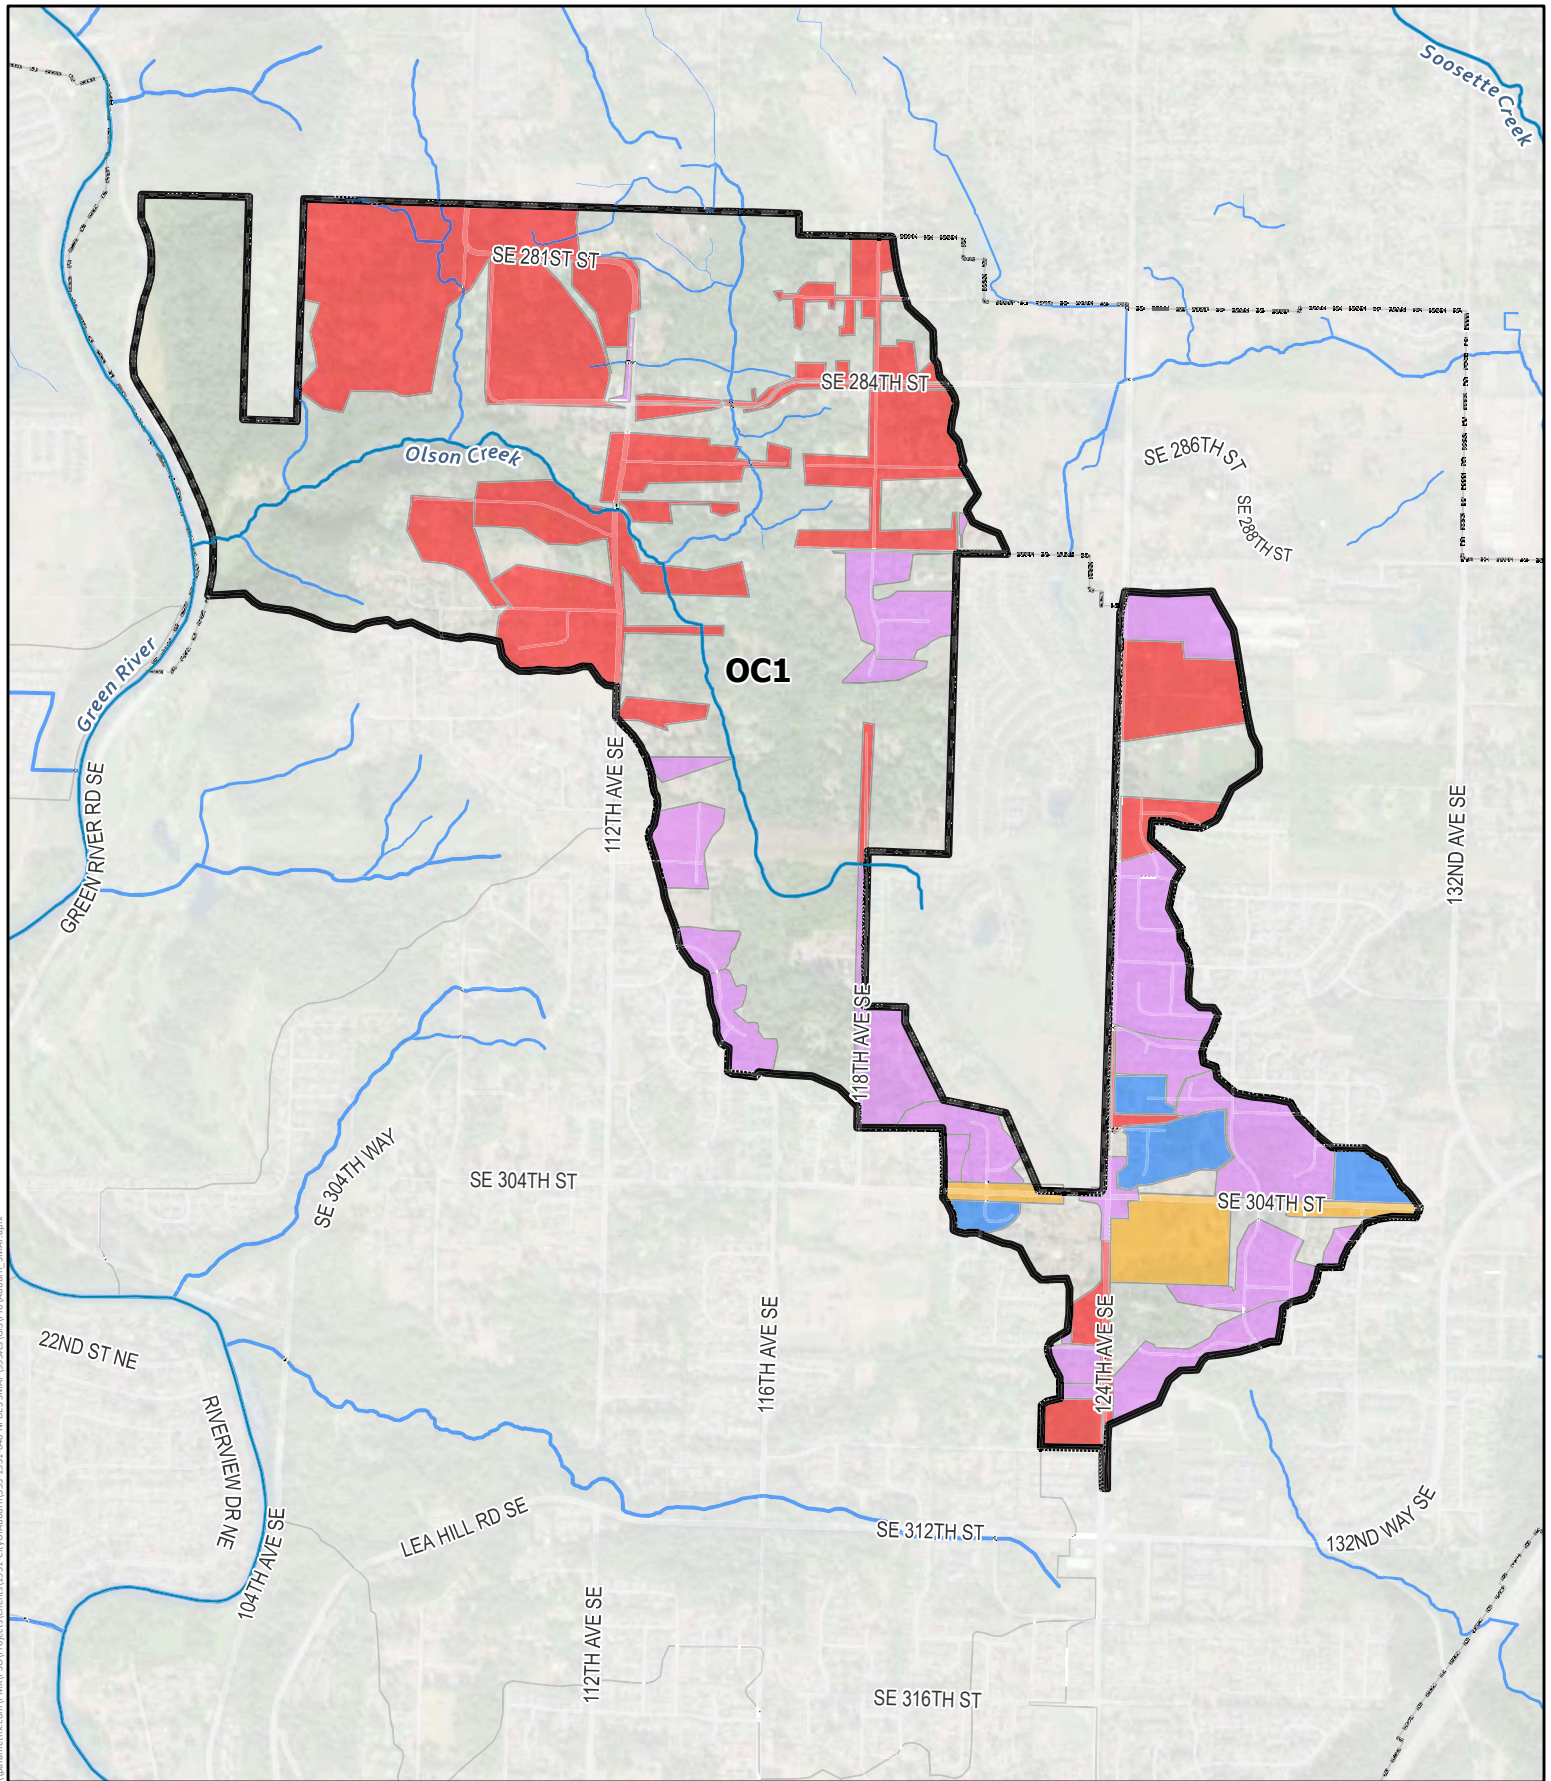 Soosette Creek
SE 281ST ST
SE 284TH ST
Olson Creek
SE 286TH ST
SE 288TH ST
Green River
OC1
GREEN RIVER RD SE
112TH AVE SE
132ND AVE SE
118TH AVE SE
SE 304TH WAY
SE 304TH ST
SE 304TH ST
22ND ST NE
116TH AVE SE
124TH AVE SE
RIVERVIEW DR NE
104TH AVE SE
LEA HILL RD SE
SE 312TH ST
132ND WAY SE
112TH AVE SE
SE 316TH ST